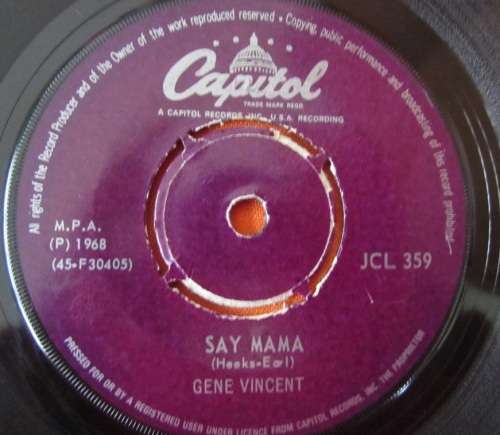 All rights of the Record Producer and of the Owner of the work reproduced reserved • Copying, public performance and broadcasting of this record prohibited
Capitol
TRADE MARK REGD
A CAPITOL RECORDS INC., U.S.A. RECORDING
M.P.A.
(P) 1968
(45-F30405)
JCL 359
SAY MAMA
(Meeks-Earl)
GENE VINCENT
PRESSED FOR OR BY A REGISTERED USER UNDER LICENCE FROM CAPITOL RECORDS, INC. THE PROPRIETOR